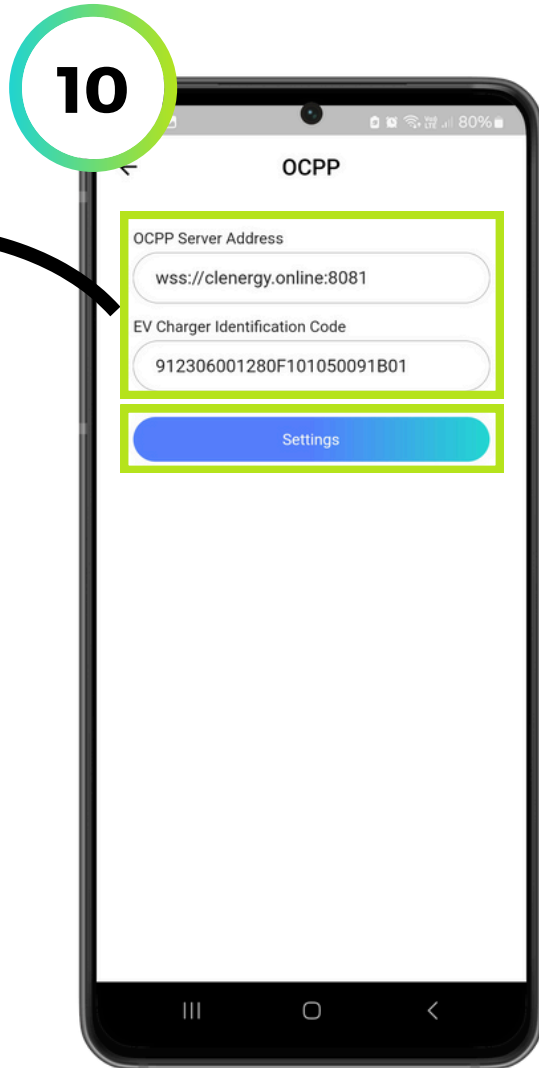 10
80%
OCPP
OCPP Server Address
wss://clenergy.online:8081
EV Charger Identification Code
912306001280F101050091B01
Settings